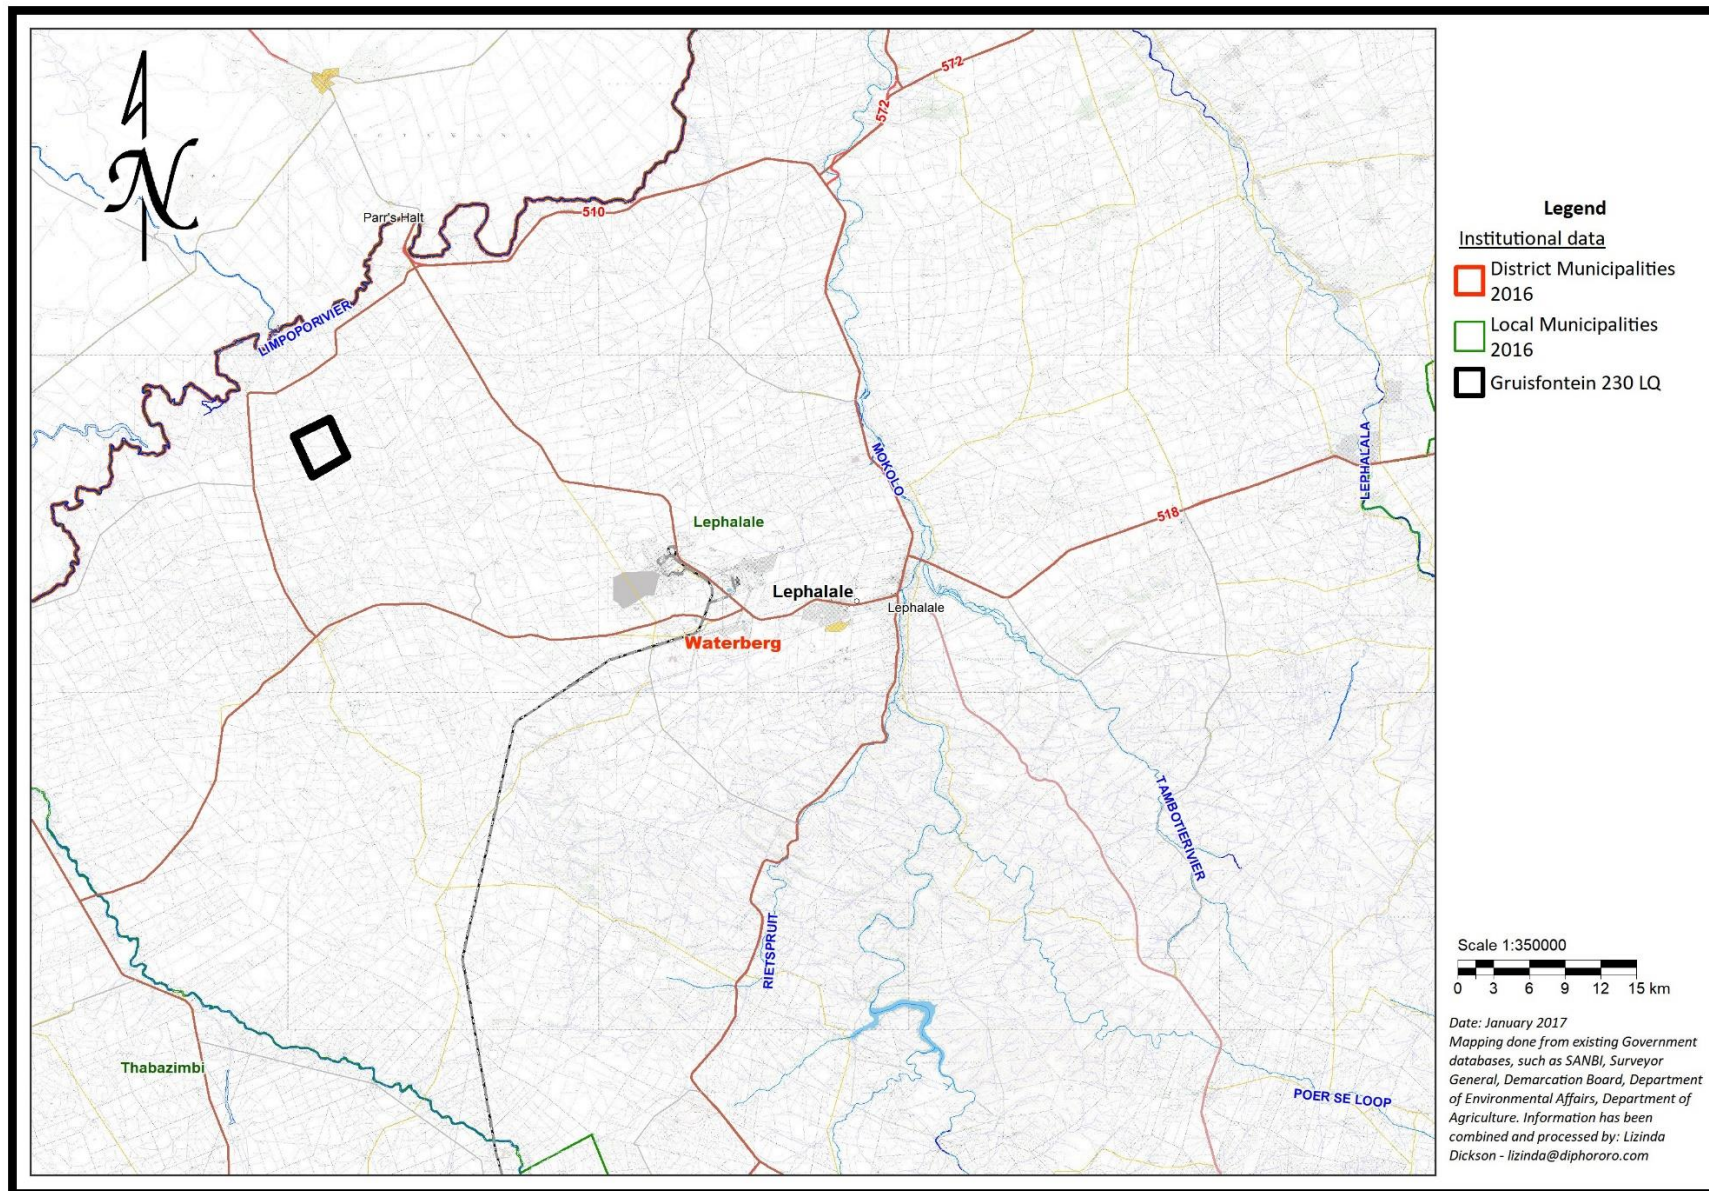 N
572
572
510
Parr's Halt
LIMPOPORIVIER
MOKOLO
LEPHALALA
518
Lephalale
Lephalale
Lephalale
Waterberg
TAMBOTIERIVIER
RIETSPRUIT
Thabazimbi
POER SE LOOP
Legend
Institutional data
District Municipalities
2016
Local Municipalities
2016
Gruisfontein 230 LQ
Scale 1:350000
0 3 6 9 12 15 km
Date: January 2017
Mapping done from existing Government
databases, such as SANBI, Surveyor
General, Demarcation Board, Department
of Environmental Affairs, Department of
Agriculture. Information has been
combined and processed by: Lizinda
Dickson - lizinda@diphororo.com